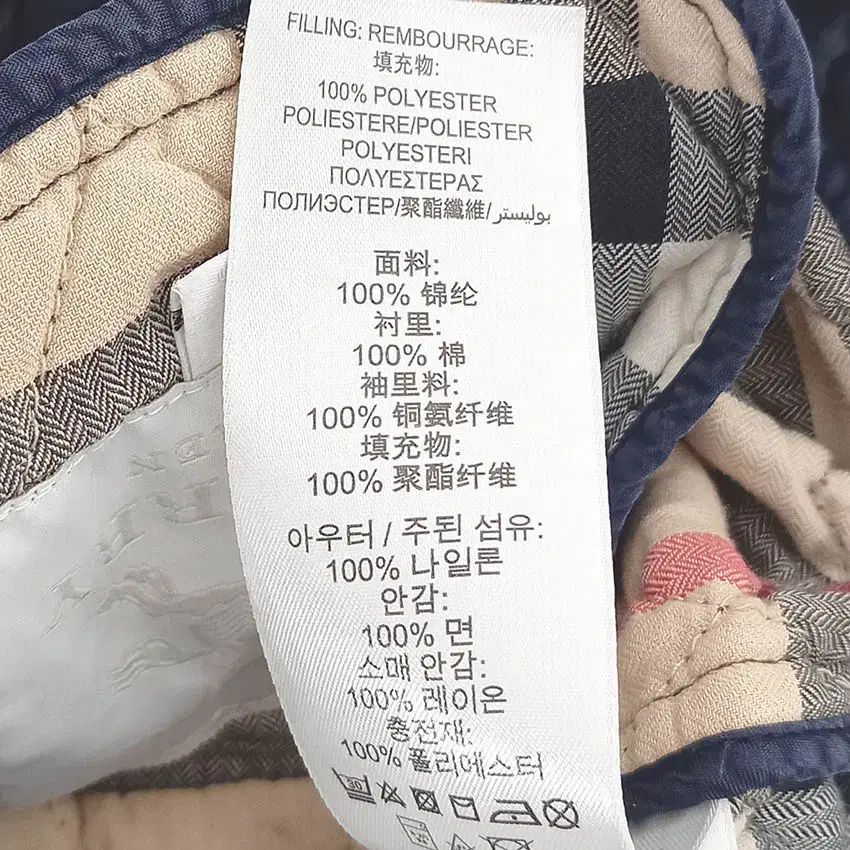 FILLING: REMBOURRAGE:
填充物:
100% POLYESTER
POLIESTERE/POLIESTER
POLYESTERI
ΠΟΛΥΕΣΤΕΡΑΣ
ПОЛИЭСТЕР/聚酯纖維/بوليستر
面料:
100% 锦纶
衬里:
100% 棉
袖里料:
100% 铜氨纤维
填充物:
100% 聚酯纤维
아우터 / 주된 섬유:
100% 나일론
안감:
100% 면
소매 안감:
100% 레이온
충전재:
100% 폴리에스터
30